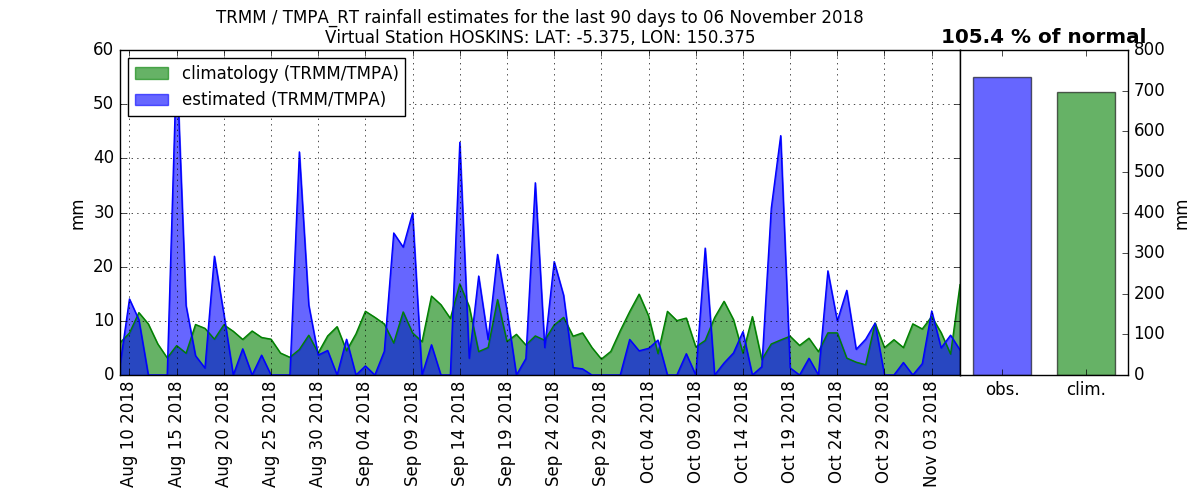 TRMM / TMPA_RT rainfall estimates for the last 90 days to 06 November 2018
Virtual Station HOSKINS: LAT: -5.375, LON: 150.375
105.4 % of normal
climatology (TRMM/TMPA)
estimated (TRMM/TMPA)
60
50
40
30
20
10
0
mm
800
700
600
500
400
300
200
100
0
mm
obs.
clim.
Aug 10 2018
Aug 15 2018
Aug 20 2018
Aug 25 2018
Aug 30 2018
Sep 04 2018
Sep 09 2018
Sep 14 2018
Sep 19 2018
Sep 24 2018
Sep 29 2018
Oct 04 2018
Oct 09 2018
Oct 14 2018
Oct 19 2018
Oct 24 2018
Oct 29 2018
Nov 03 2018